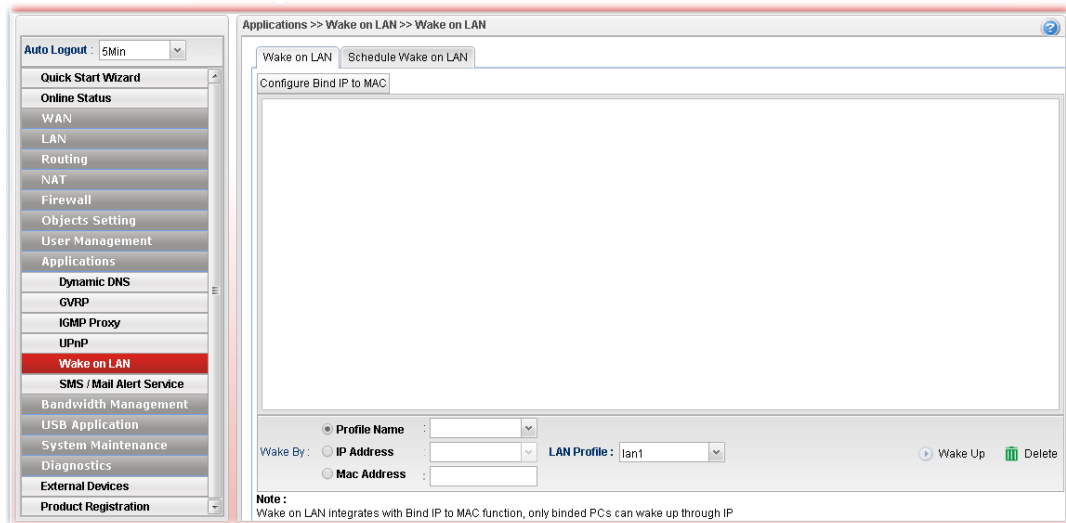 Applications >> Wake on LAN >> Wake on LAN
Auto Logout : 5Min
Quick Start Wizard
Online Status
WAN
LAN
Routing
NAT
Firewall
Objects Setting
User Management
Applications
Dynamic DNS
GVRP
IGMP Proxy
UPnP
Wake on LAN
SMS / Mail Alert Service
Bandwidth Management
USB Application
System Maintenance
Diagnostics
External Devices
Product Registration
Wake on LAN Schedule Wake on LAN
Configure Bind IP to MAC
Profile Name :
Wake By : IP Address : LAN Profile : lan1 Wake Up Delete
Mac Address :
Note :
Wake on LAN integrates with Bind IP to MAC function, only binded PCs can wake up through IP